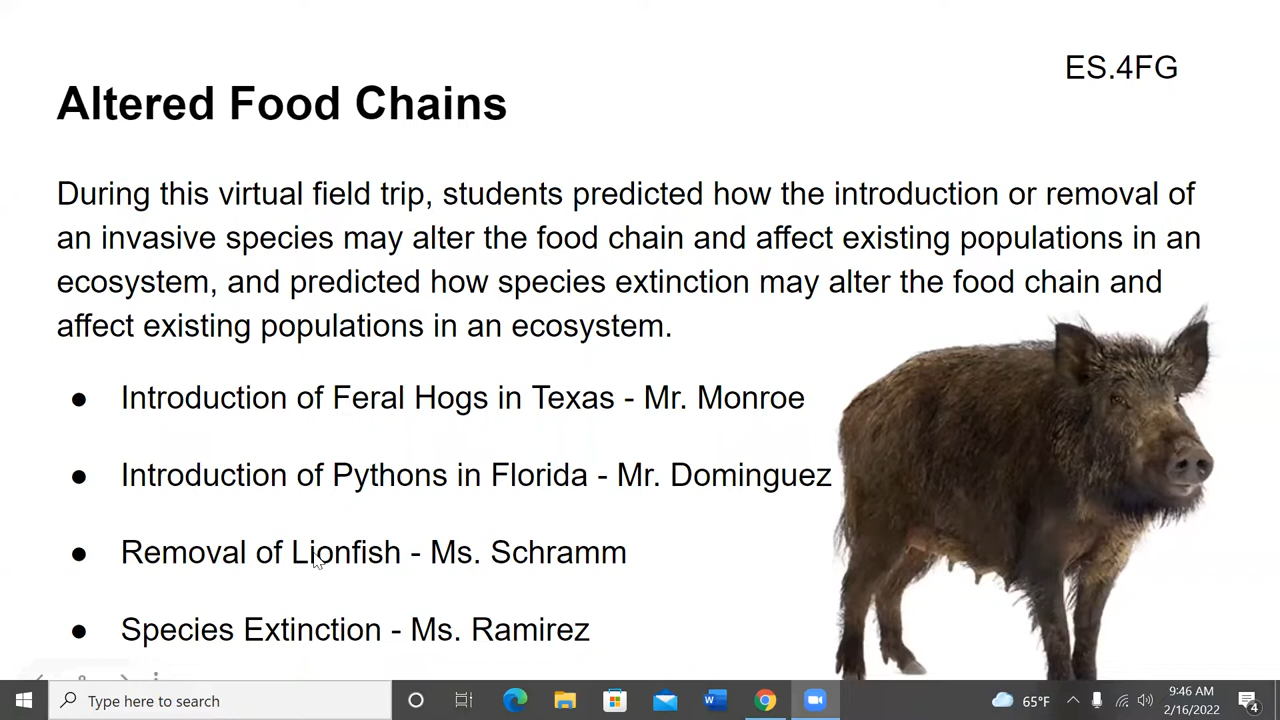 ES.4FG
Altered Food Chains
During this virtual field trip, students predicted how the introduction or removal of
an invasive species may alter the food chain and affect existing populations in an
ecosystem, and predicted how species extinction may alter the food chain and
affect existing populations in an ecosystem.
● Introduction of Feral Hogs in Texas - Mr. Monroe
● Introduction of Pythons in Florida - Mr. Dominguez
● Removal of Lionfish - Ms. Schramm
● Species Extinction - Ms. Ramirez
Type here to search
65°F
9:46 AM
2/16/2022
4